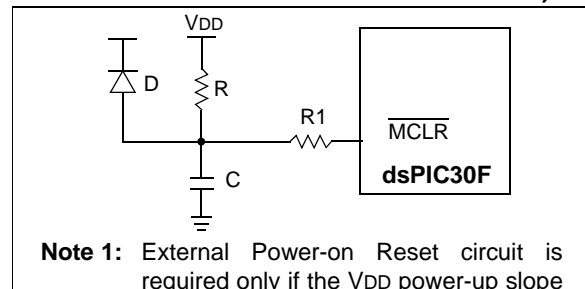 VDD
D
R
R1
MCLR
dsPIC30F
C
Note 1: External Power-on Reset circuit is
required only if the VDD power-up slope